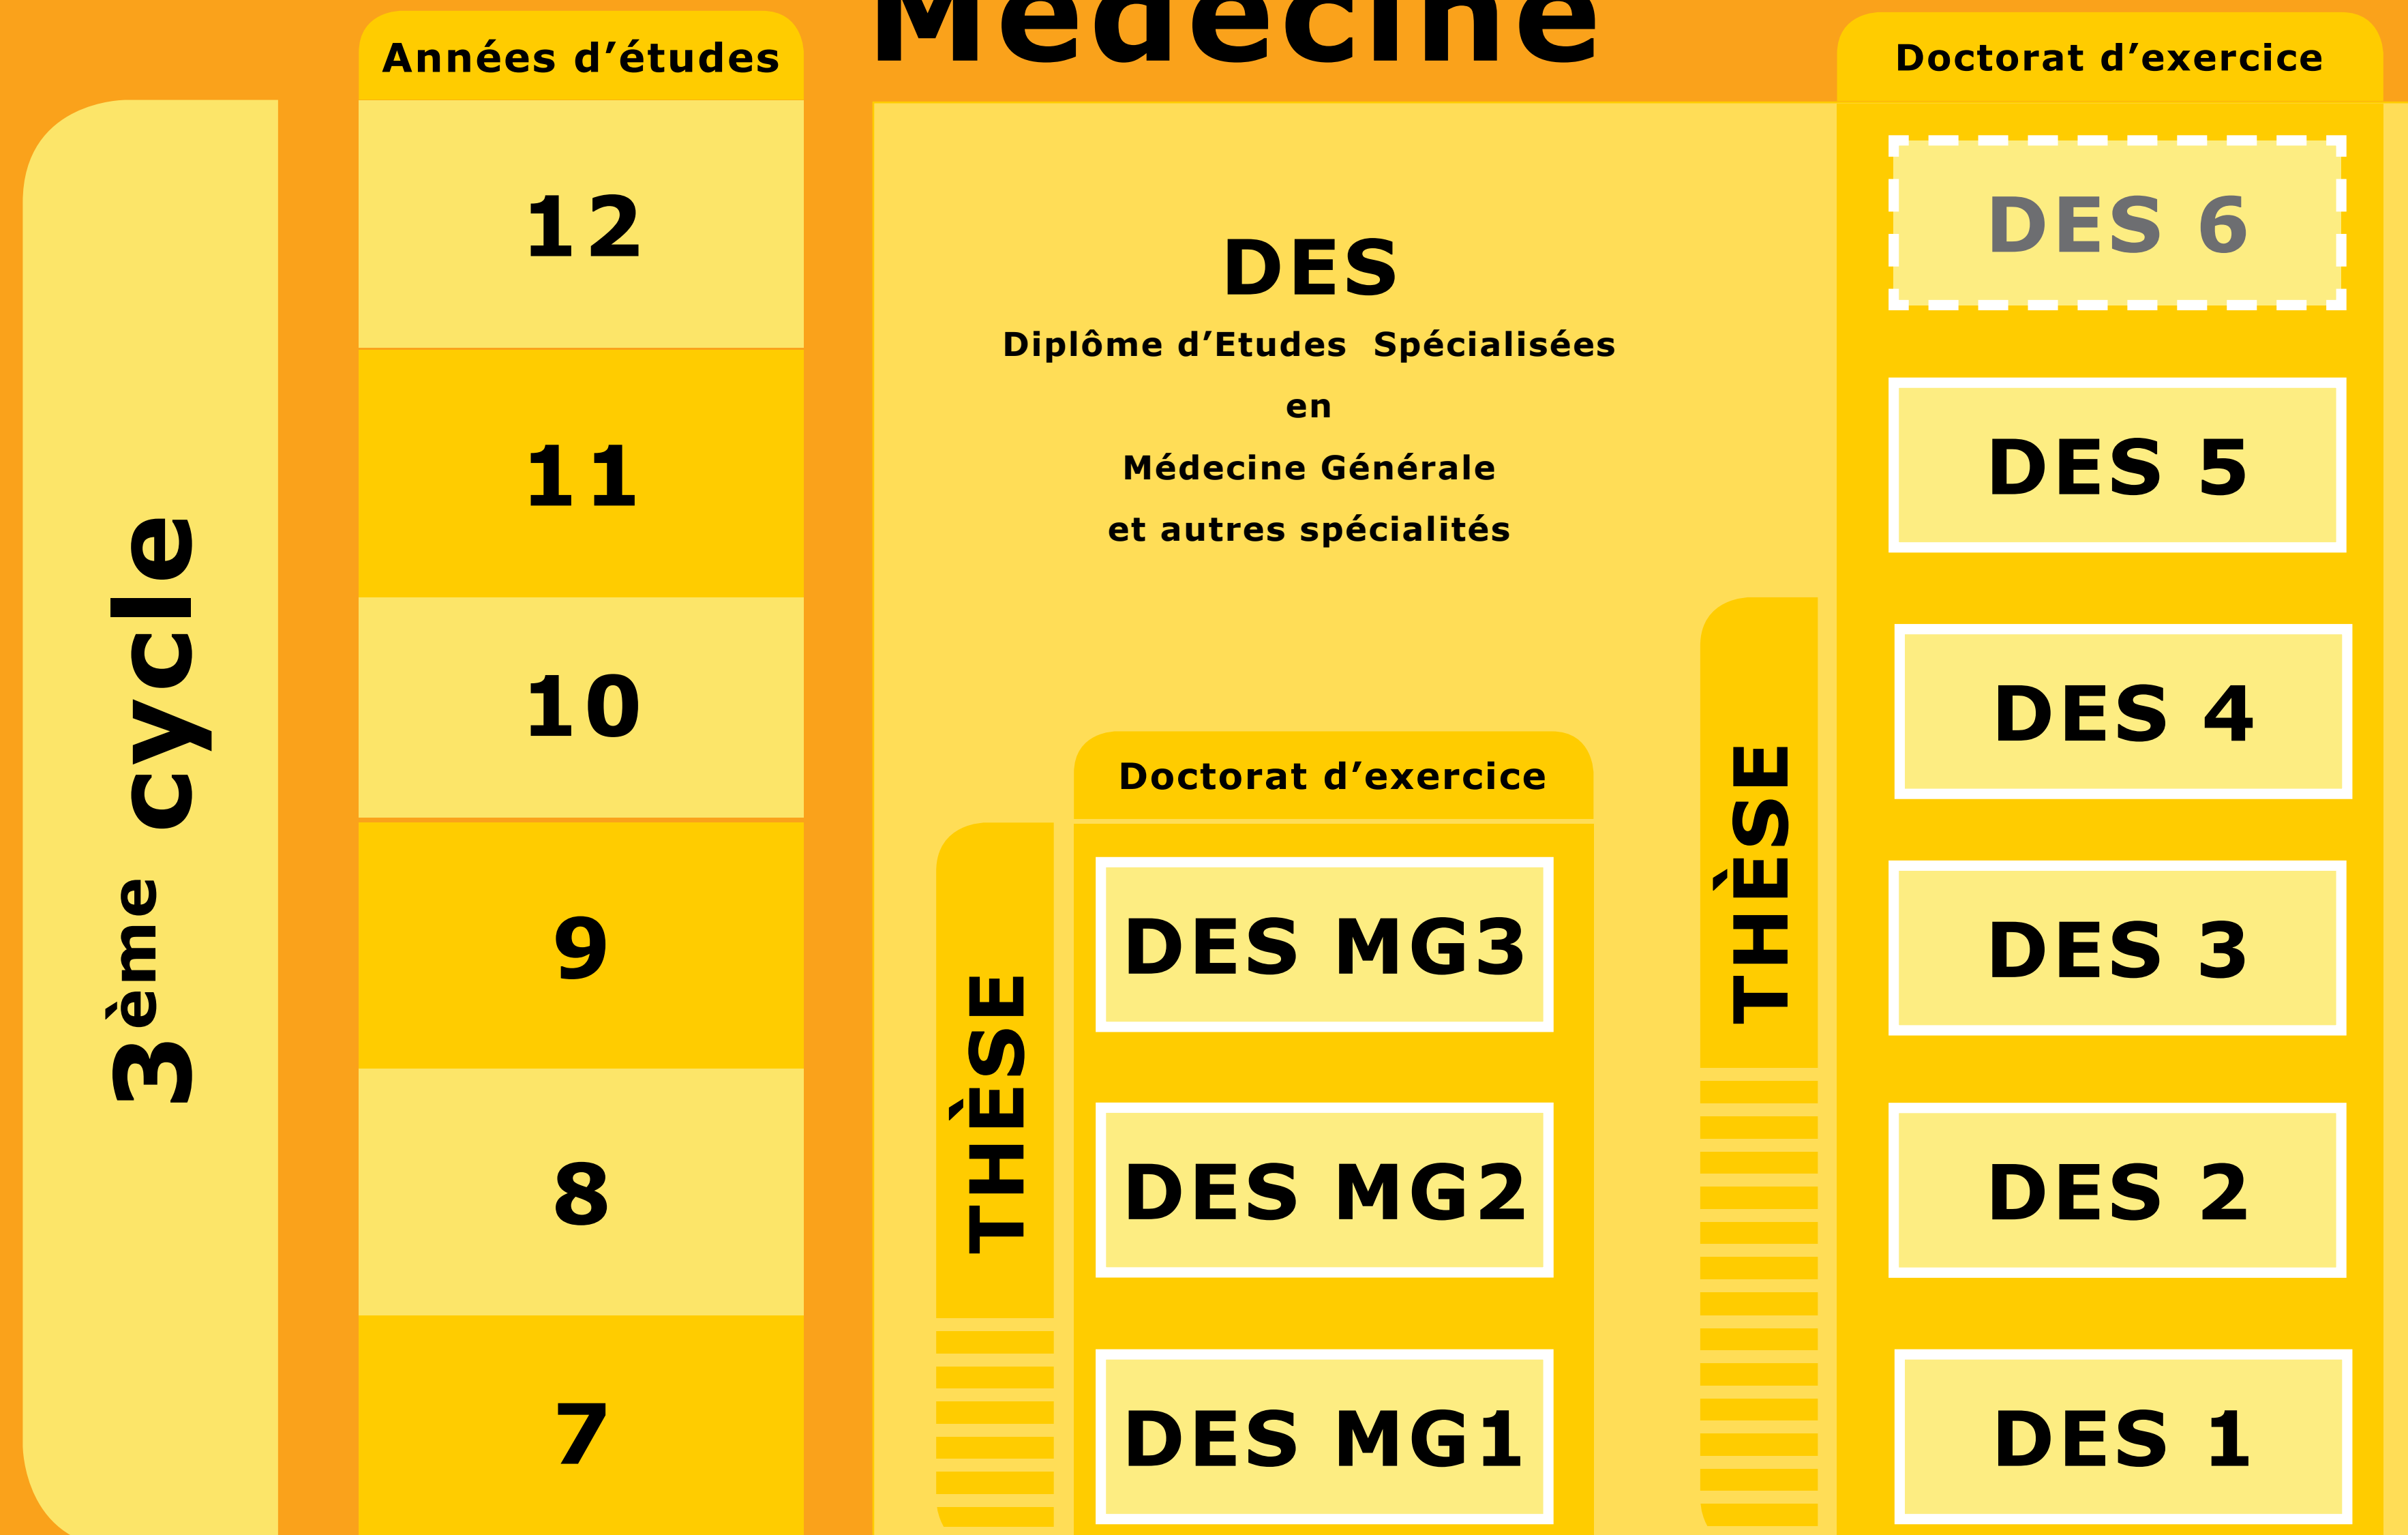 Médecine
Années d’études
Doctorat d’exercice
3ème cycle
12
11
10
9
8
7
DES
Diplôme d’Etudes  Spécialisées
en
Médecine Générale
et autres spécialités
Doctorat d’exercice
THÈSE
DES MG3
DES MG2
DES MG1
THÈSE
DES 6
DES 5
DES 4
DES 3
DES 2
DES 1